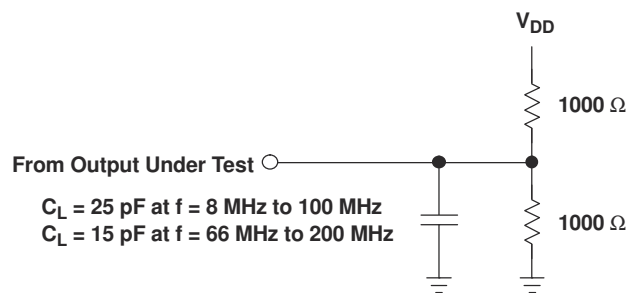 V_DD
1000 Ω
From Output Under Test
C_L = 25 pF at f = 8 MHz to 100 MHz
C_L = 15 pF at f = 66 MHz to 200 MHz
1000 Ω